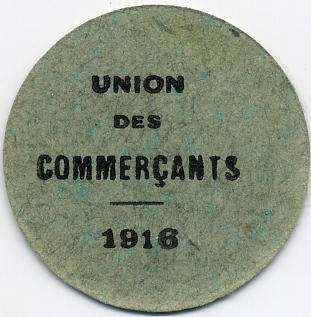 UNION
DES
COMMERÇANTS
1916